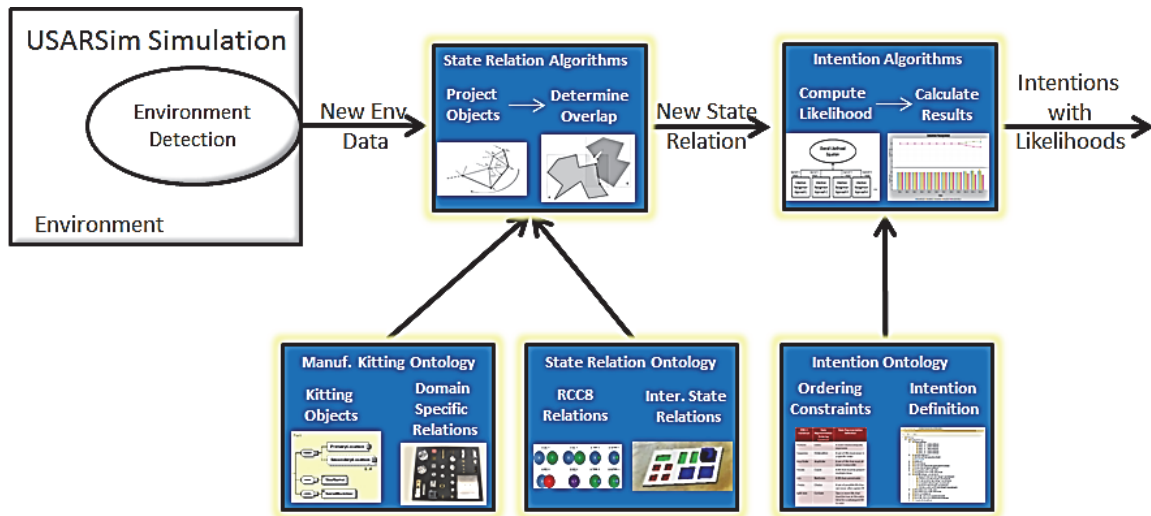 USARSim Simulation
Environment
Detection
Environment
New Env
Data
State Relation Algorithms
Project
Objects
Determine
Overlap
New State
Relation
Intention Algorithms
Compute
Likelihood
Calculate
Results
Intentions
with
Likelihoods
Manuf. Kitting Ontology
Kitting
Objects
Domain
Specific
Relations
State Relation Ontology
RCC8
Relations
Inter. State
Relations
Intention Ontology
Ordering
Constraints
Intention
Definition